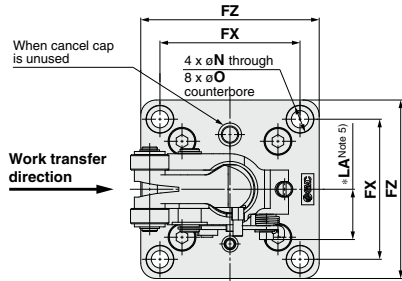 FZ
FX
When cancel cap
is unused
4 x øN through
8 x øO
counterbore
Work transfer
direction
*LA Note 5)
FX
FZ
SMC